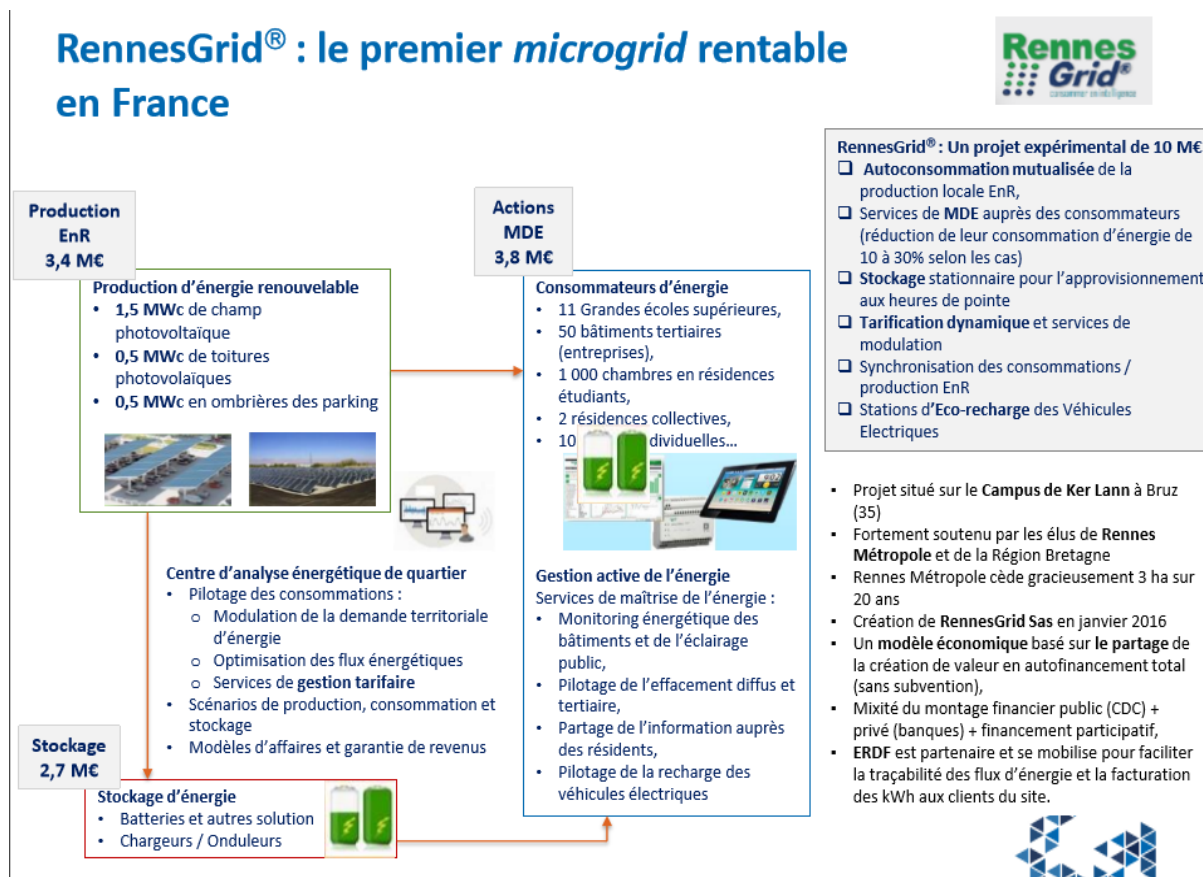 RennesGrid® : le premier microgrid rentable
en France
Rennes
Grid®
consommer en intelligence
Production
EnR
3,4 M€
Production d'énergie renouvelable
• 1,5 MWc de champ
photovoltaïque
• 0,5 MWc de toitures
photovolaïques
• 0,5 MWc en ombrières des parking
Centre d'analyse énergétique de quartier
• Pilotage des consommations :
o Modulation de la demande territoriale
d'énergie
o Optimisation des flux énergétiques
o Services de gestion tarifaire
• Scénarios de production, consommation et
stockage
• Modèles d'affaires et garantie de revenus
Stockage
2,7 M€
Stockage d'énergie
• Batteries et autres solution
• Chargeurs / Onduleurs
Actions
MDE
3,8 M€
Consommateurs d'énergie
• 11 Grandes écoles supérieures,
• 50 bâtiments tertiaires
(entreprises),
• 1 000 chambres en résidences
étudiants,
• 2 résidences collectives,
• 10 dividuelles…
Gestion active de l'énergie
Services de maîtrise de l'énergie :
• Monitoring énergétique des
bâtiments et de l'éclairage
public,
• Pilotage de l'effacement diffus et
tertiaire,
• Partage de l'information auprès
des résidents,
• Pilotage de la recharge des
véhicules électriques
RennesGrid® : Un projet expérimental de 10 M€
❑ Autoconsommation mutualisée de la
production locale EnR,
❑ Services de MDE auprès des consommateurs
(réduction de leur consommation d'énergie de
10 à 30% selon les cas)
❑ Stockage stationnaire pour l'approvisionnement
aux heures de pointe
❑ Tarification dynamique et services de
modulation
❑ Synchronisation des consommations /
production EnR
❑ Stations d'Eco-recharge des Véhicules
Electriques
▪ Projet situé sur le Campus de Ker Lann à Bruz
(35)
▪ Fortement soutenu par les élus de Rennes
Métropole et de la Région Bretagne
▪ Rennes Métropole cède gracieusement 3 ha sur
20 ans
▪ Création de RennesGrid Sas en janvier 2016
▪ Un modèle économique basé sur le partage de
la création de valeur en autofinancement total
(sans subvention),
▪ Mixité du montage financier public (CDC) +
privé (banques) + financement participatif,
▪ ERDF est partenaire et se mobilise pour faciliter
la traçabilité des flux d'énergie et la facturation
des kWh aux clients du site.